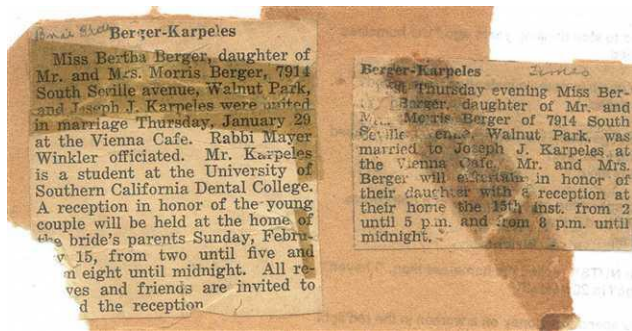 Berger-Karpeles
Miss Bertha Berger, daughter of
Mr. and Mrs. Morris Berger, 7914
South Seville avenue, Walnut Park,
and Joseph J. Karpeles were united
in marriage Thursday, January 29
at the Vienna Cafe. Rabbi Mayer
Winkler officiated. Mr. Karpeles
is a student at the University of
Southern California Dental College.
A reception in honor of the young
couple will be held at the home of
the bride's parents Sunday, Febru-
15, from two until five and
eight until midnight. All re-
ves and friends are invited to
d the reception
Berger-Karpeles Times
Thursday evening Miss Ber-
Berger, daughter of Mr. and
Morris Berger of 7914 South
Seville avenue, Walnut Park, was
married to Joseph J. Karpeles at
the Vienna Cafe. Mr. and Mrs.
Berger will entertain in honor of
their daughter with a reception at
their home the 15th inst. from 2
until 5 p.m. and from 8 p.m. until
midnight.